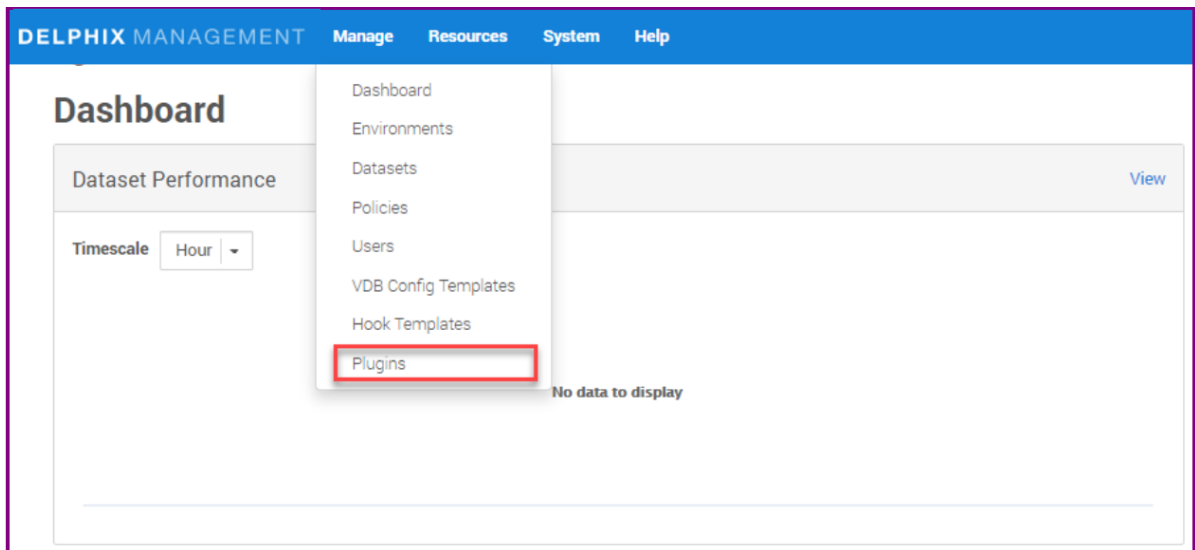 DELPHIX MANAGEMENT Manage Resources System Help
Dashboard
Environments
Datasets
Policies
Users
VDB Config Templates
Hook Templates
Plugins
Dashboard
Dataset Performance View
Timescale Hour
No data to display